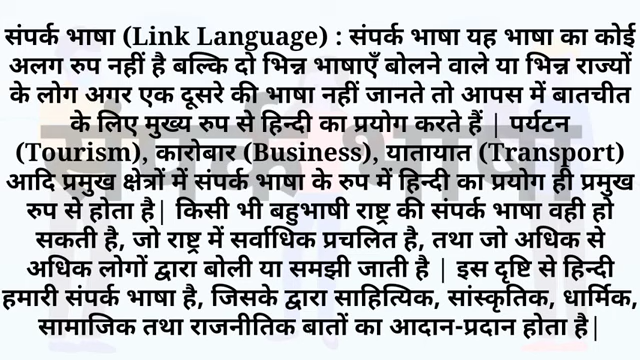 संपर्क भाषा (Link Language) : संपर्क भाषा यह भाषा का कोई
अलग रुप नहीं है बल्कि दो भिन्न भाषाएँ बोलने वाले या भिन्न राज्यों
के लोग अगर एक दूसरे की भाषा नहीं जानते तो आपस में बातचीत
के लिए मुख्य रुप से हिन्दी का प्रयोग करते हैं | पर्यटन
(Tourism), कारोबार (Business), यातायात (Transport)
आदि प्रमुख क्षेत्रों में संपर्क भाषा के रुप में हिन्दी का प्रयोग ही प्रमुख
रुप से होता है| किसी भी बहुभाषी राष्ट्र की संपर्क भाषा वही हो
सकती है, जो राष्ट्र में सर्वाधिक प्रचलित है, तथा जो अधिक से
अधिक लोगों द्वारा बोली या समझी जाती है | इस दृष्टि से हिन्दी
हमारी संपर्क भाषा है, जिसके द्वारा साहित्यिक, सांस्कृतिक, धार्मिक,
सामाजिक तथा राजनीतिक बातों का आदान-प्रदान होता है|
संपर्क भाषा